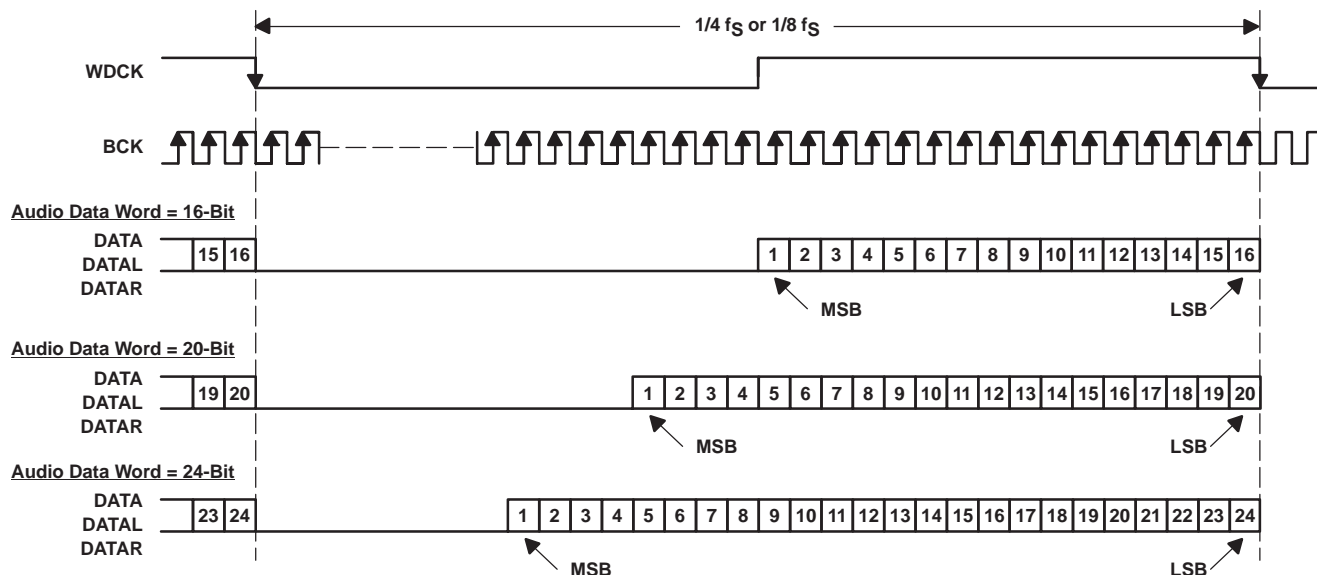 1/4 fS or 1/8 fS
WDCK
BCK
Audio Data Word = 16-Bit
DATA
DATAL
DATAR
15 16
1 2 3 4 5 6 7 8 9 10 11 12 13 14 15 16
MSB
LSB
Audio Data Word = 20-Bit
DATA
DATAL
DATAR
19 20
1 2 3 4 5 6 7 8 9 10 11 12 13 14 15 16 17 18 19 20
MSB
LSB
Audio Data Word = 24-Bit
DATA
DATAL
DATAR
23 24
1 2 3 4 5 6 7 8 9 10 11 12 13 14 15 16 17 18 19 20 21 22 23 24
MSB
LSB